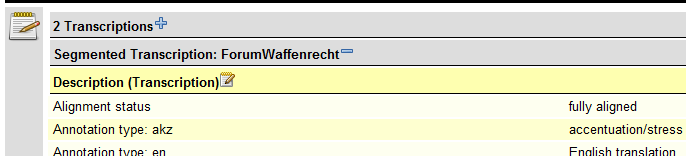 2 Transcriptions
Segmented Transcription: ForumWaffenrecht
Description (Transcription)
Alignment status fully aligned
Annotation type: akz accentuation/stress
Annotation type: en English translation